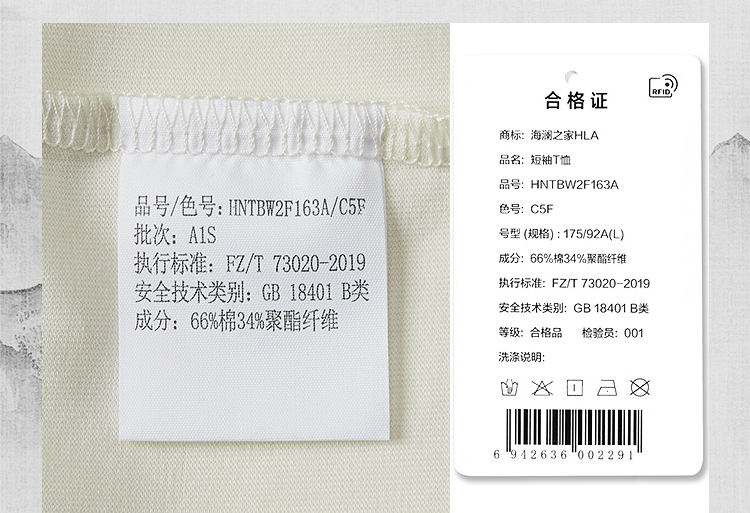 品号/色号: HNTBW2F163A/C5F
批次: A1S
执行标准: FZ/T 73020-2019
安全技术类别: GB 18401 B类
成分: 66%棉34%聚酯纤维
RFID
合格证
商标: 海澜之家HLA
品名: 短袖T恤
品号: HNTBW2F163A
色号: C5F
号型 (规格) : 175/92A(L)
成分: 66%棉34%聚酯纤维
执行标准: FZ/T 73020-2019
安全技术类别: GB 18401 B类
等级: 合格品 检验员: 001
洗涤说明:
6 942636 002291